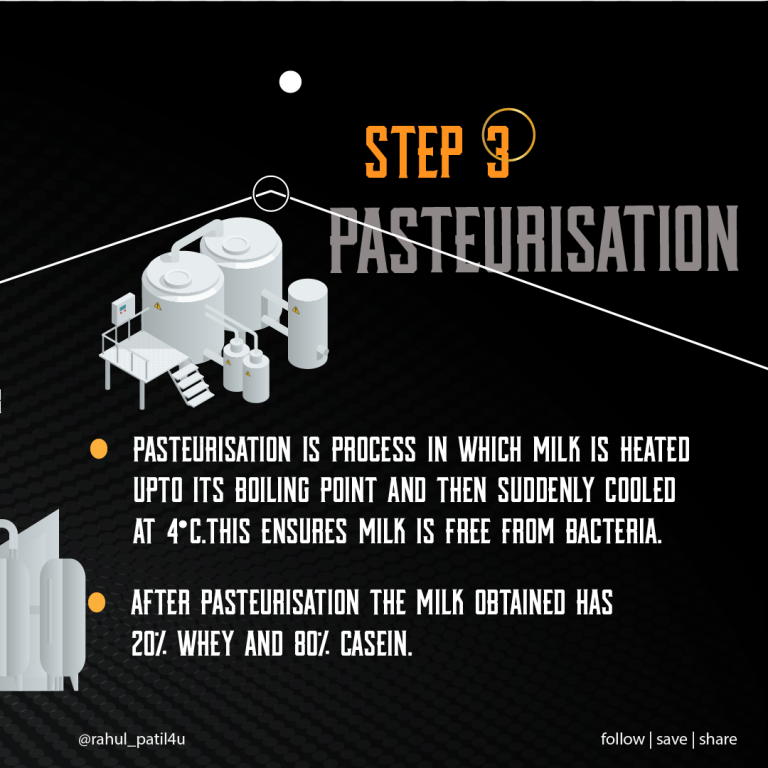 STEP 3
PASTEURISATION
PASTEURISATION IS PROCESS IN WHICH MILK IS HEATED
UPTO ITS BOILING POINT AND THEN SUDDENLY COOLED
AT 4°C.THIS ENSURES MILK IS FREE FROM BACTERIA.
AFTER PASTEURISATION THE MILK OBTAINED HAS
20% WHEY AND 80% CASEIN.
@rahul_patil4u
follow | save | share